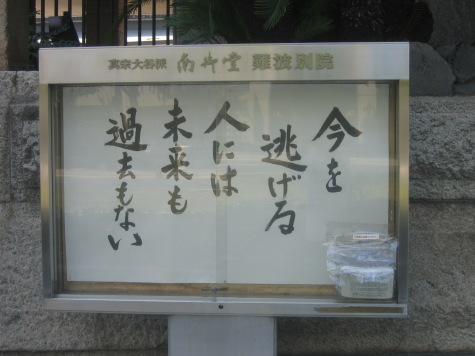 真宗大谷派 南御堂 難波別院
今を
逃げる
人には
未来も
過去もない